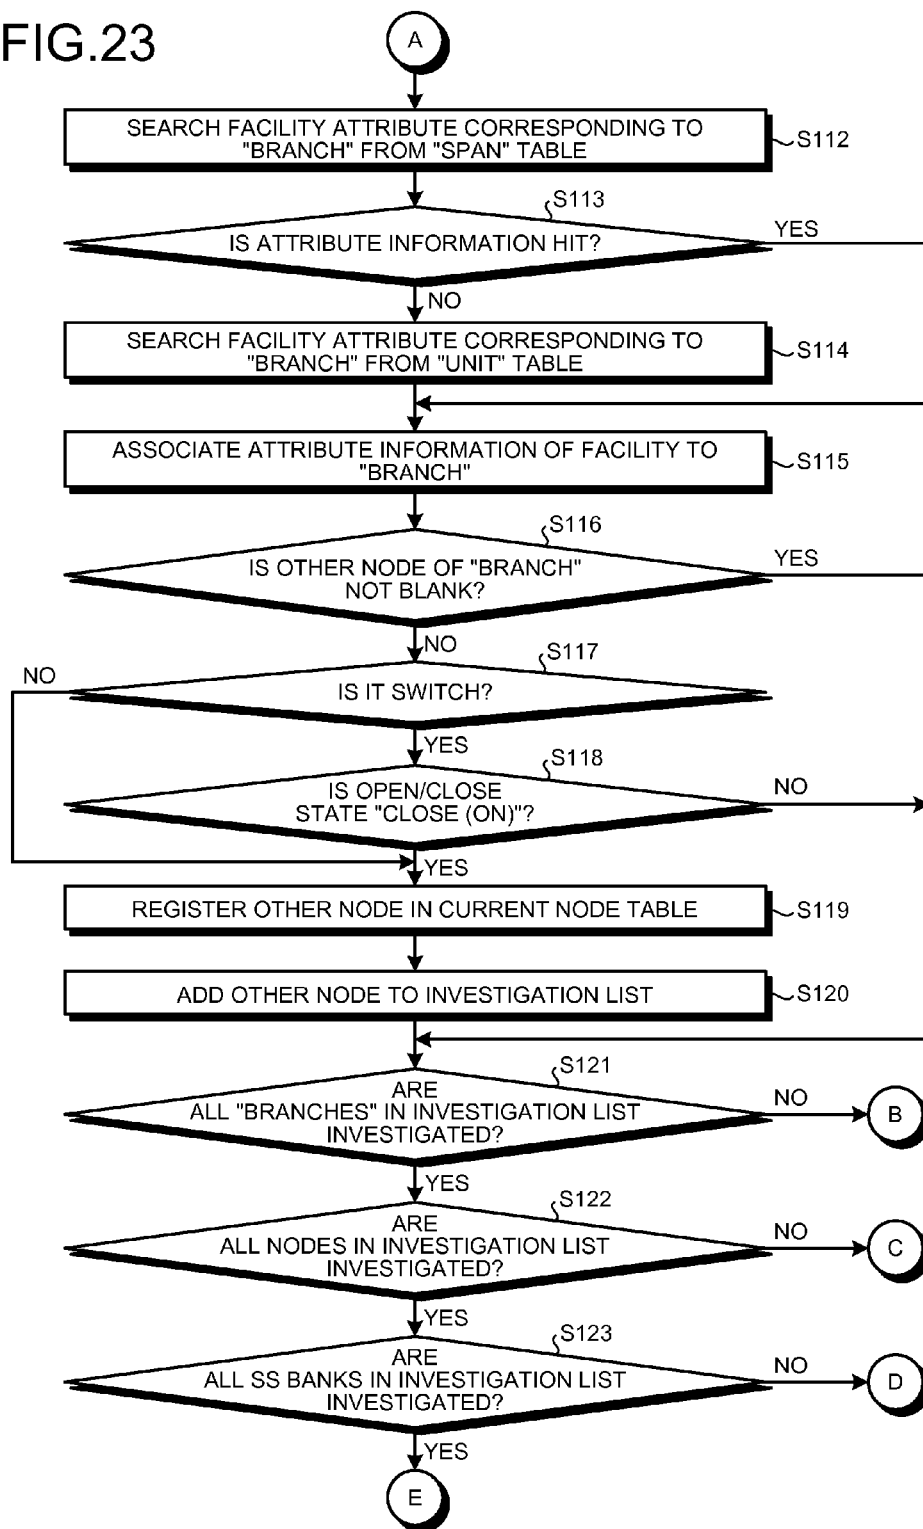 FIG.23
A
SEARCH FACILITY ATTRIBUTE CORRESPONDING TO
"BRANCH" FROM "SPAN" TABLE
S112
S113
IS ATTRIBUTE INFORMATION HIT?
YES
NO
SEARCH FACILITY ATTRIBUTE CORRESPONDING TO
"BRANCH" FROM "UNIT" TABLE
S114
ASSOCIATE ATTRIBUTE INFORMATION OF FACILITY TO
"BRANCH"
S115
S116
IS OTHER NODE OF "BRANCH"
NOT BLANK?
YES
NO
S117
NO
IS IT SWITCH?
YES
S118
IS OPEN/CLOSE
STATE "CLOSE (ON)"?
NO
YES
REGISTER OTHER NODE IN CURRENT NODE TABLE
S119
ADD OTHER NODE TO INVESTIGATION LIST
S120
S121
ARE
ALL "BRANCHES" IN INVESTIGATION LIST
INVESTIGATED?
NO
B
YES
S122
ARE
ALL NODES IN INVESTIGATION LIST
INVESTIGATED?
NO
C
YES
S123
ARE
ALL SS BANKS IN INVESTIGATION LIST
INVESTIGATED?
NO
D
YES
E